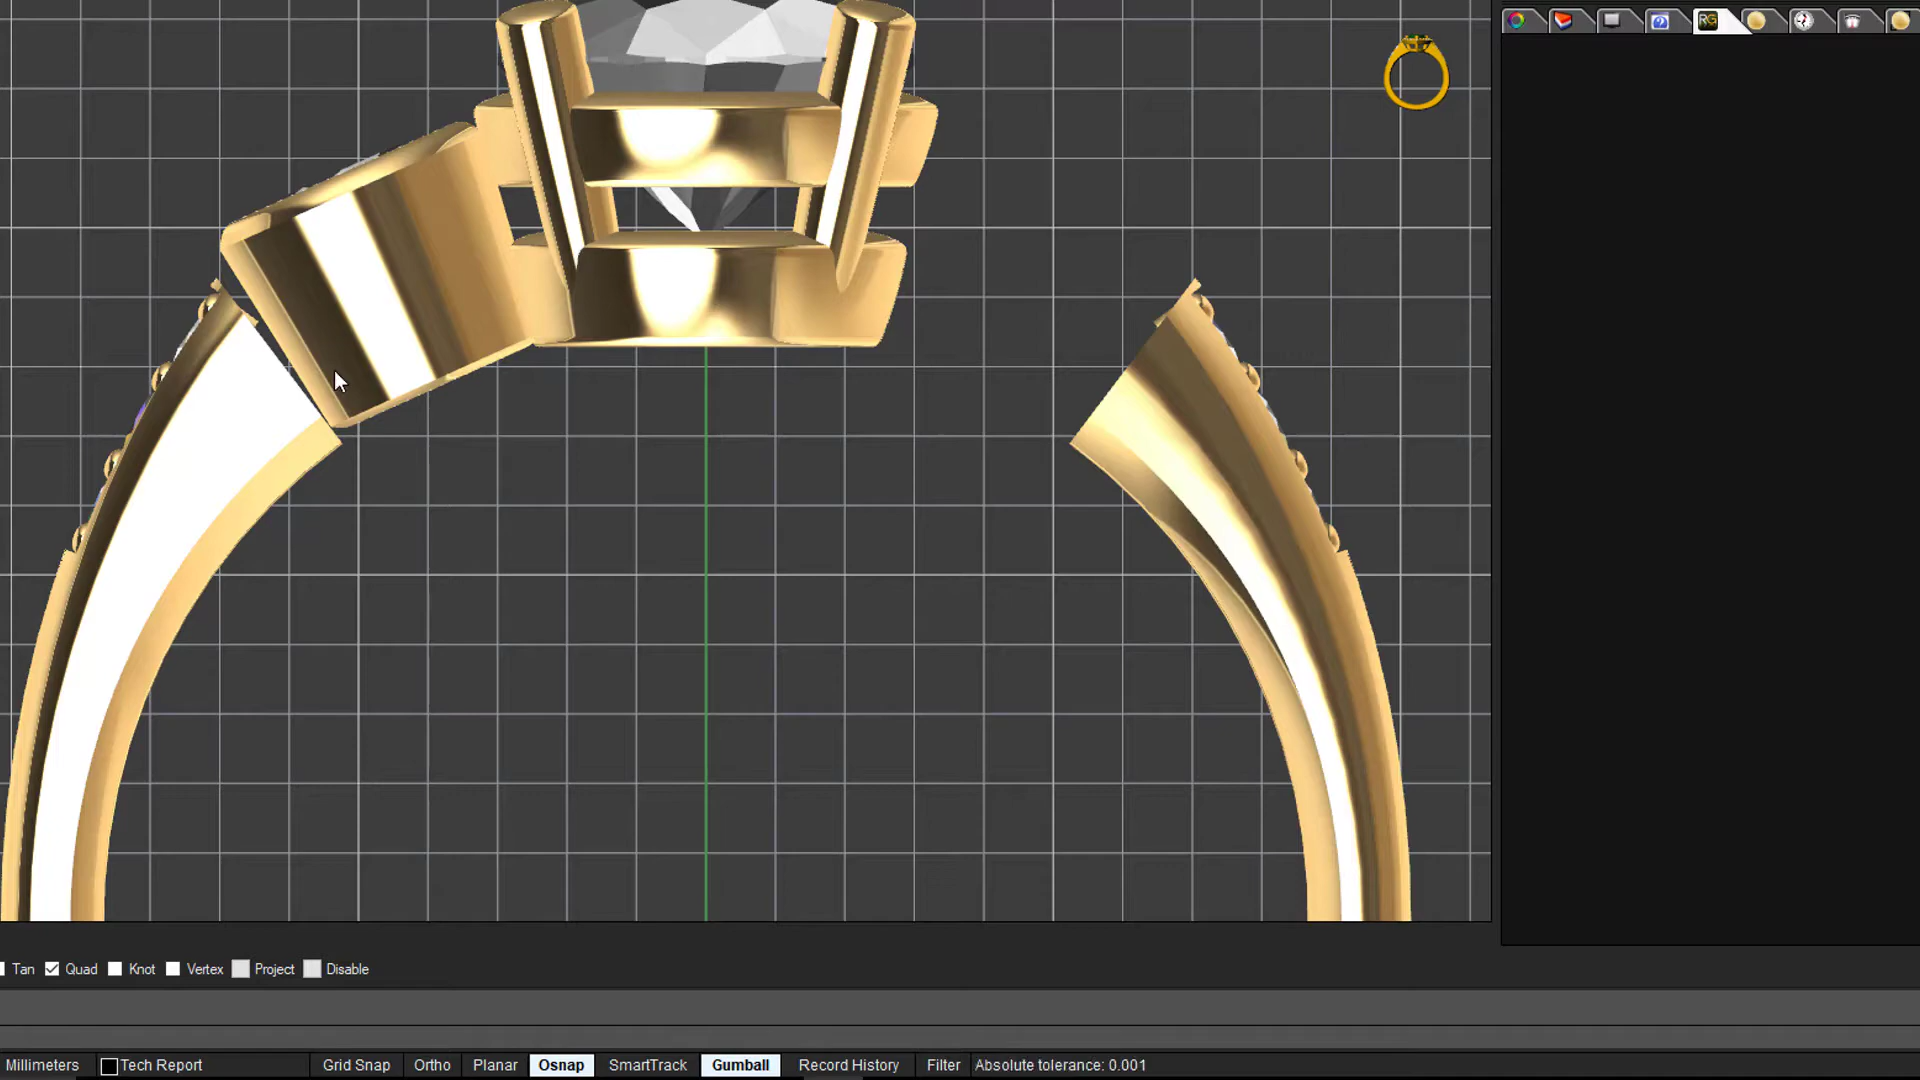 RG
Tan Quad Knot Vertex Project Disable
Millimeters Tech Report Grid Snap Ortho Planar Osnap SmartTrack Gumball Record History Filter Absolute tolerance: 0.001